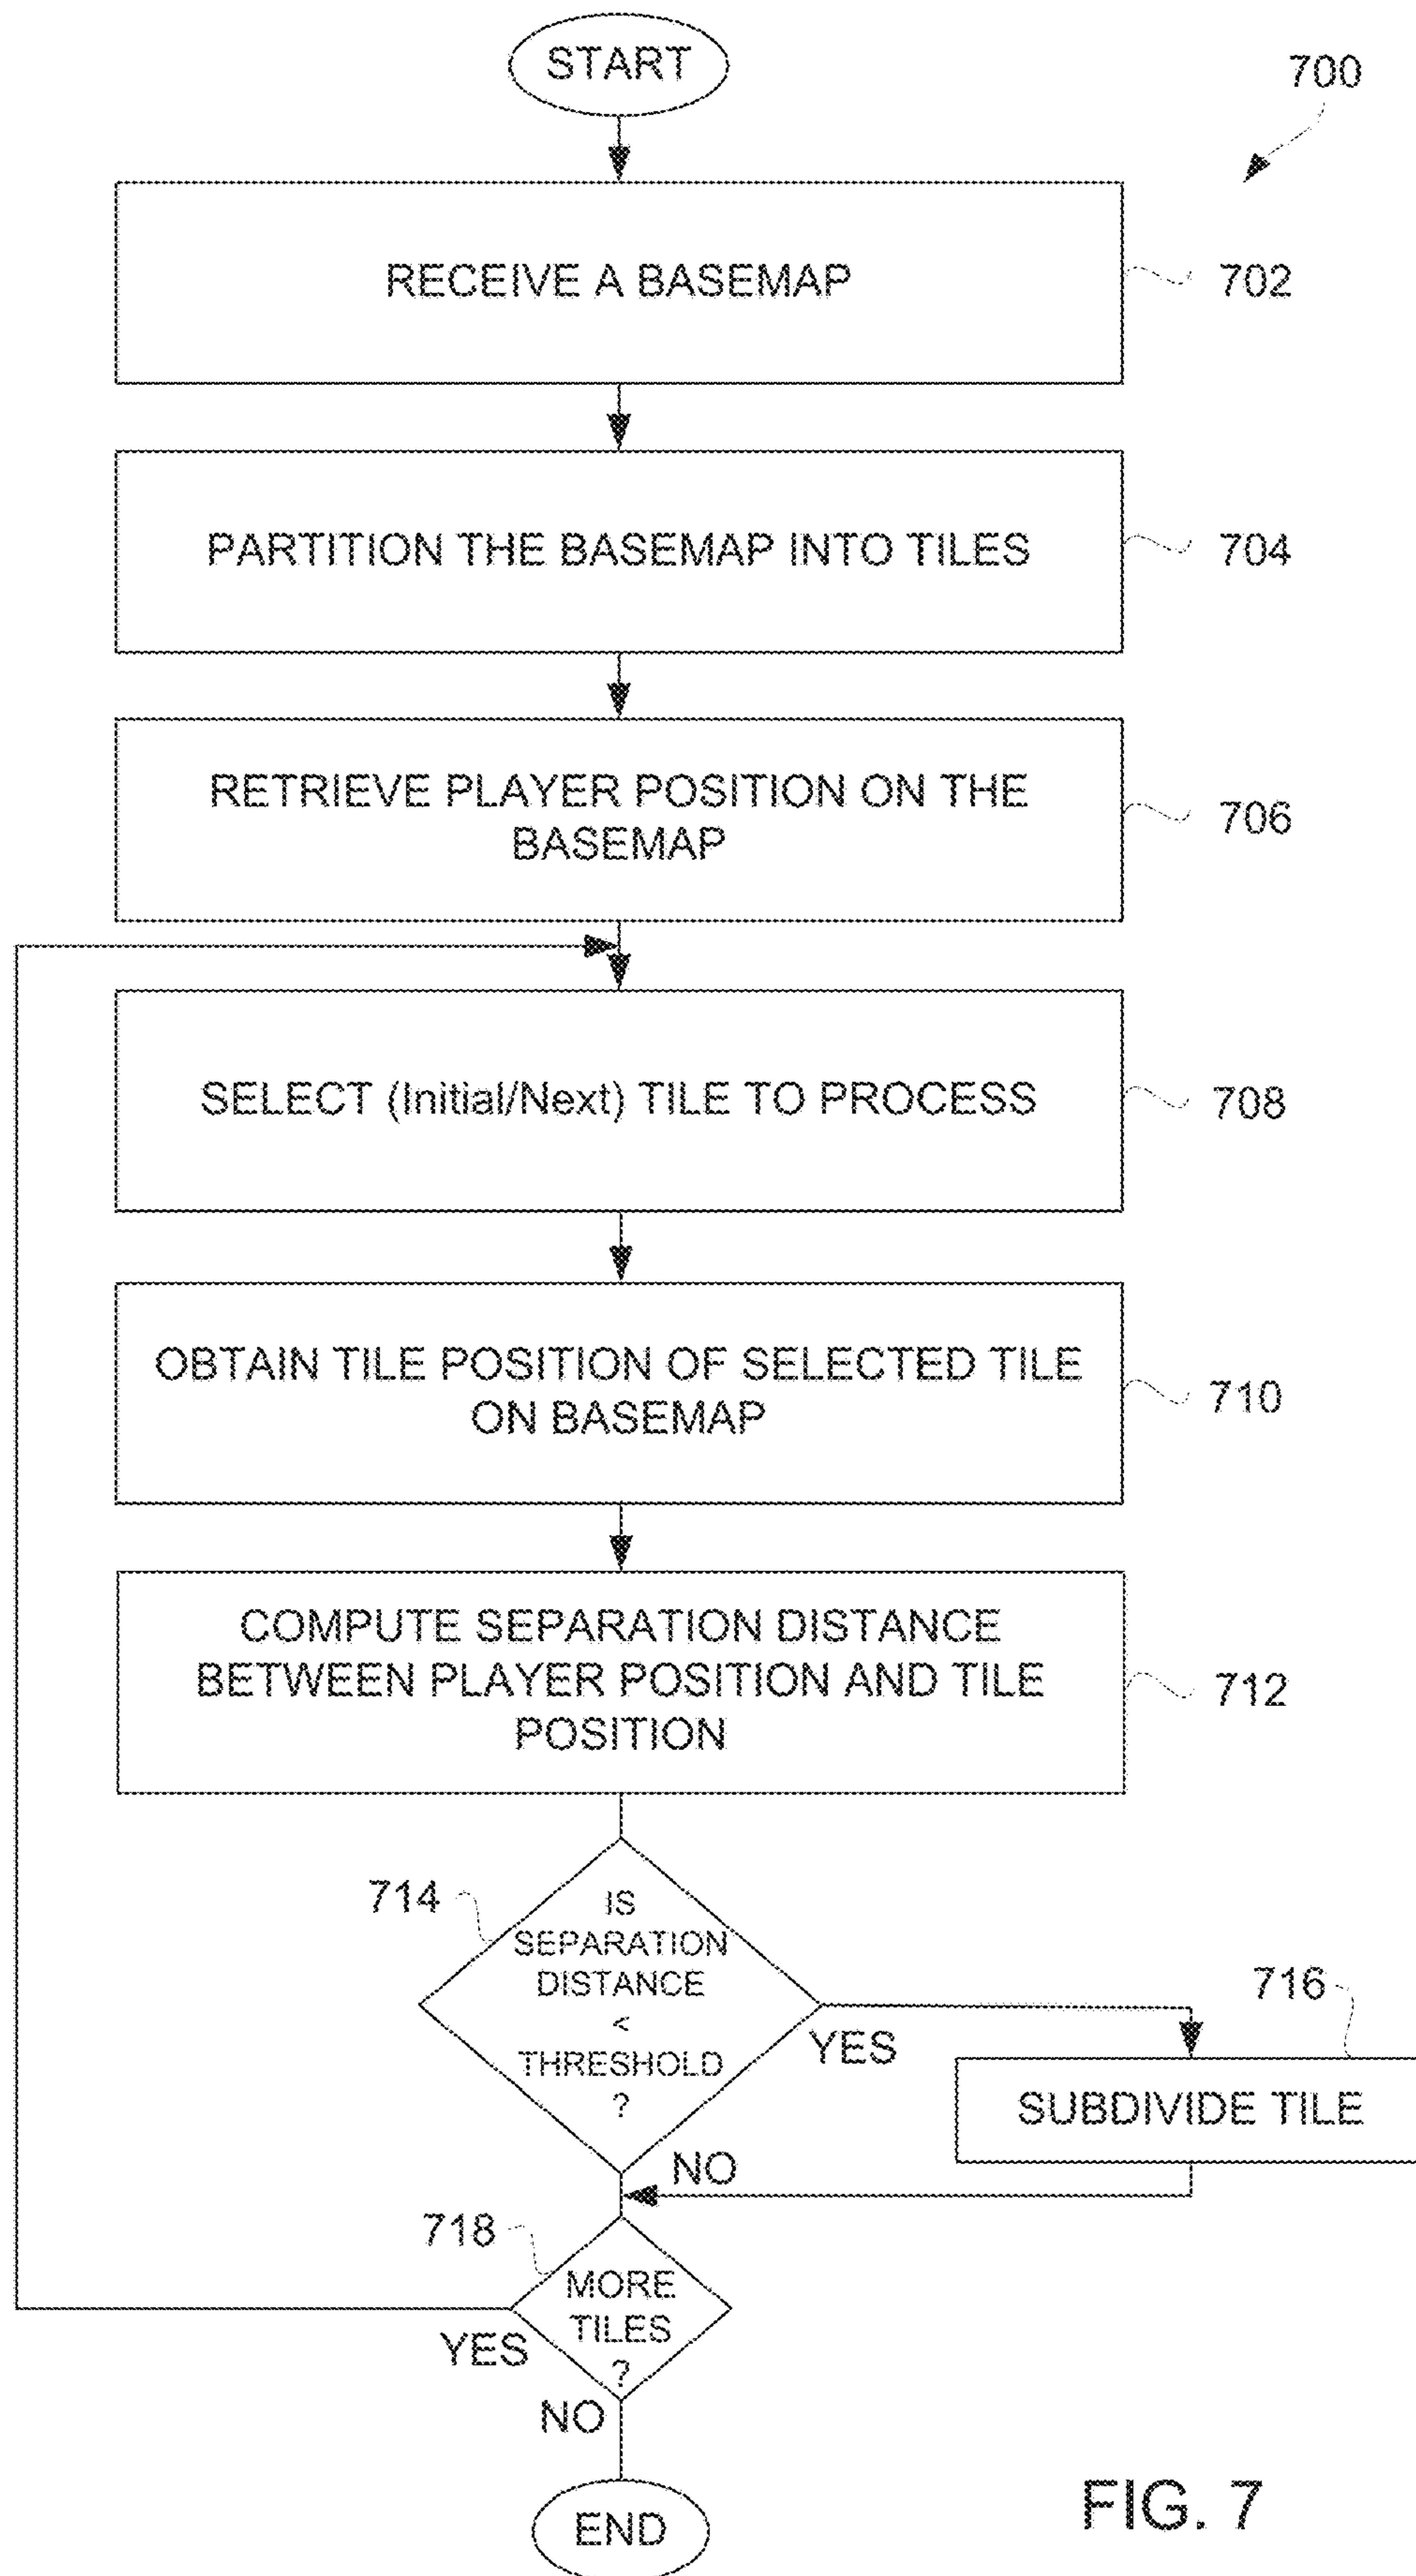 START
700
RECEIVE A BASEMAP
702
PARTITION THE BASEMAP INTO TILES
704
RETRIEVE PLAYER POSITION ON THE
BASEMAP
706
SELECT (Initial/Next) TILE TO PROCESS
708
OBTAIN TILE POSITION OF SELECTED TILE
ON BASEMAP
710
COMPUTE SEPARATION DISTANCE
BETWEEN PLAYER POSITION AND TILE
POSITION
712
714
IS
SEPARATION
DISTANCE
<
THRESHOLD
?
YES
716
SUBDIVIDE TILE
NO
718
MORE
TILES
?
YES
NO
END
FIG. 7